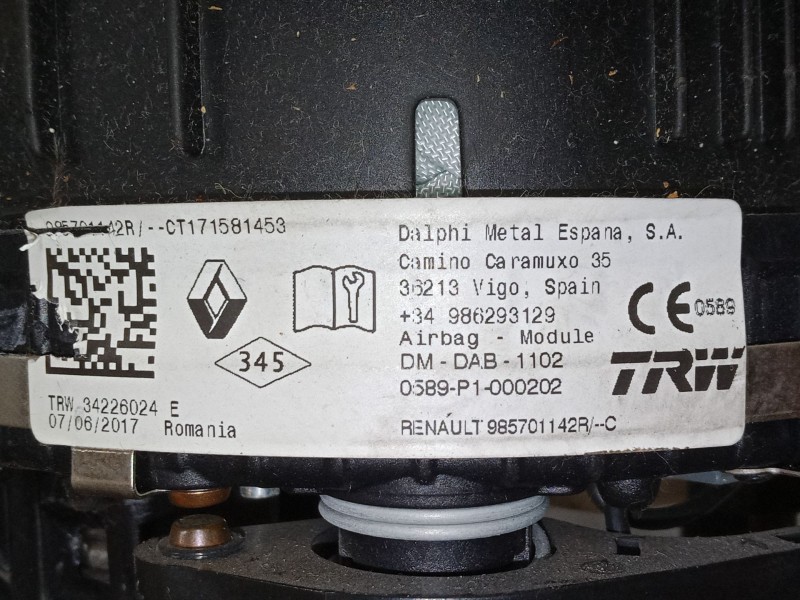 985701142R/--CT171581453
Dalphi Metal Espana, S.A.
Camino Caramuxo 35
36213 Vigo, Spain
+34 986293129
Airbag - Module
DM-DAB-1102
0589-P1-000202
RENAULT 985701142R/--C
CE 0589
TRW
345
TRW 34226024 E
07/06/2017 Romania